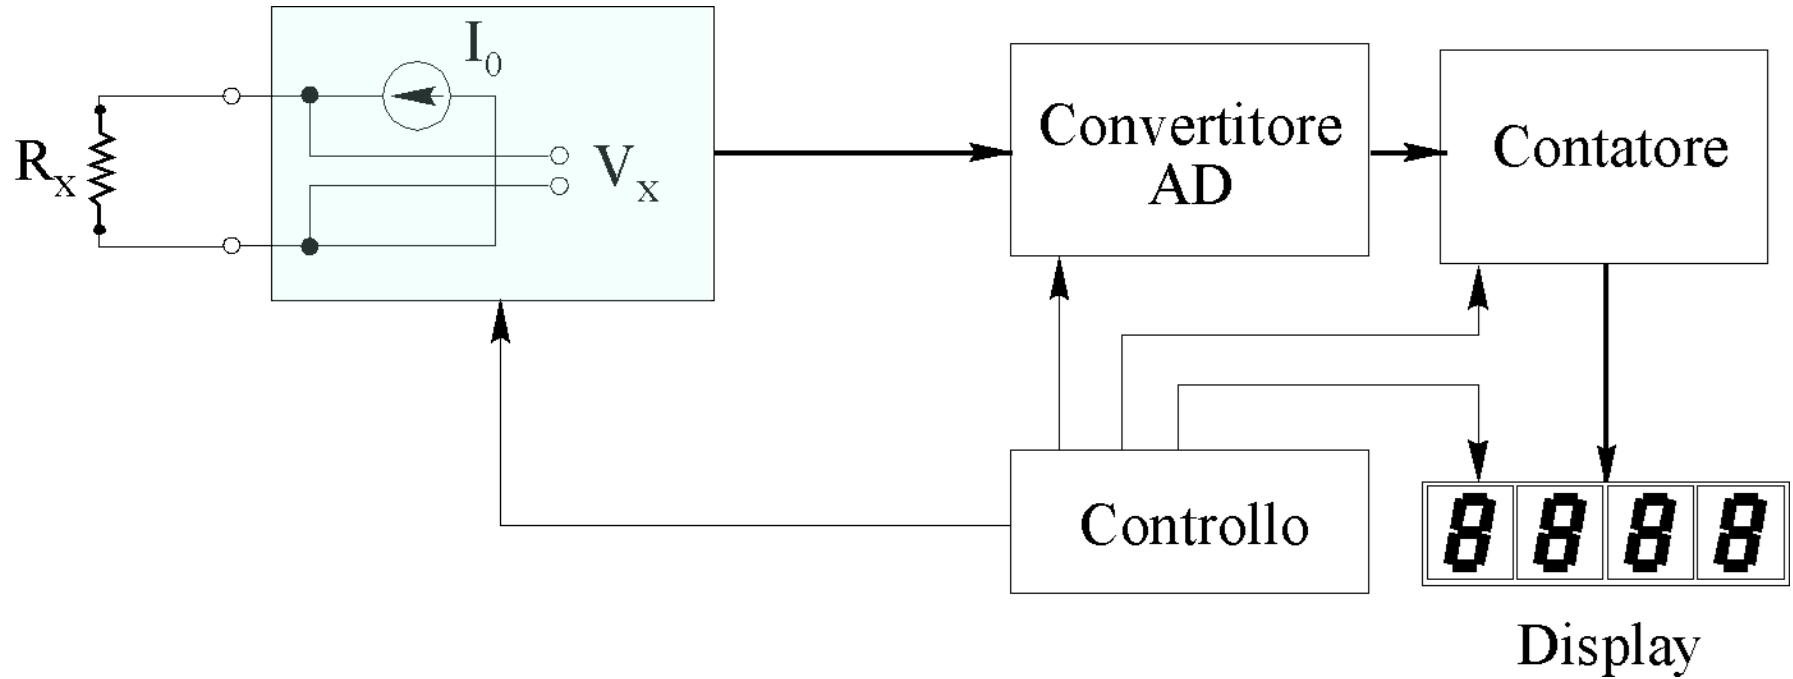 I₀
Rₓ
Vₓ
Convertitore
AD
Contatore
Controllo
8888
Display